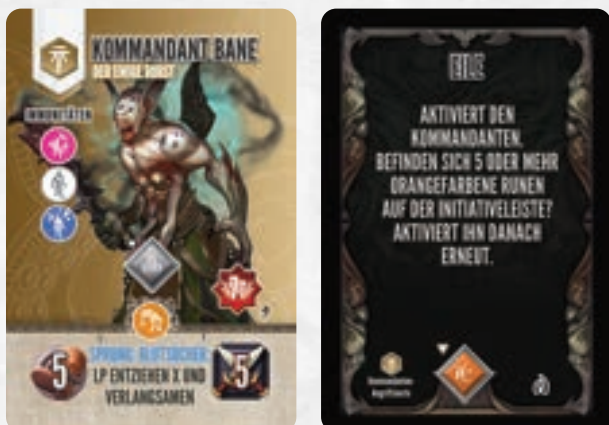 KOMMANDANT BANE
DER EWIGE DURST
IMMUNITÄTEN
5
SPRUNG, BLUTSUCHER,
LP ENTZIEHEN X UND
VERLANGSAMEN
5
EILE
AKTIVIERT DEN
KOMMANDANTEN.
BEFINDEN SICH 5 ODER MEHR
ORANGEFARBENE RUNEN
AUF DER INITIATIVELEISTE?
AKTIVIERT IHN DANACH
ERNEUT.